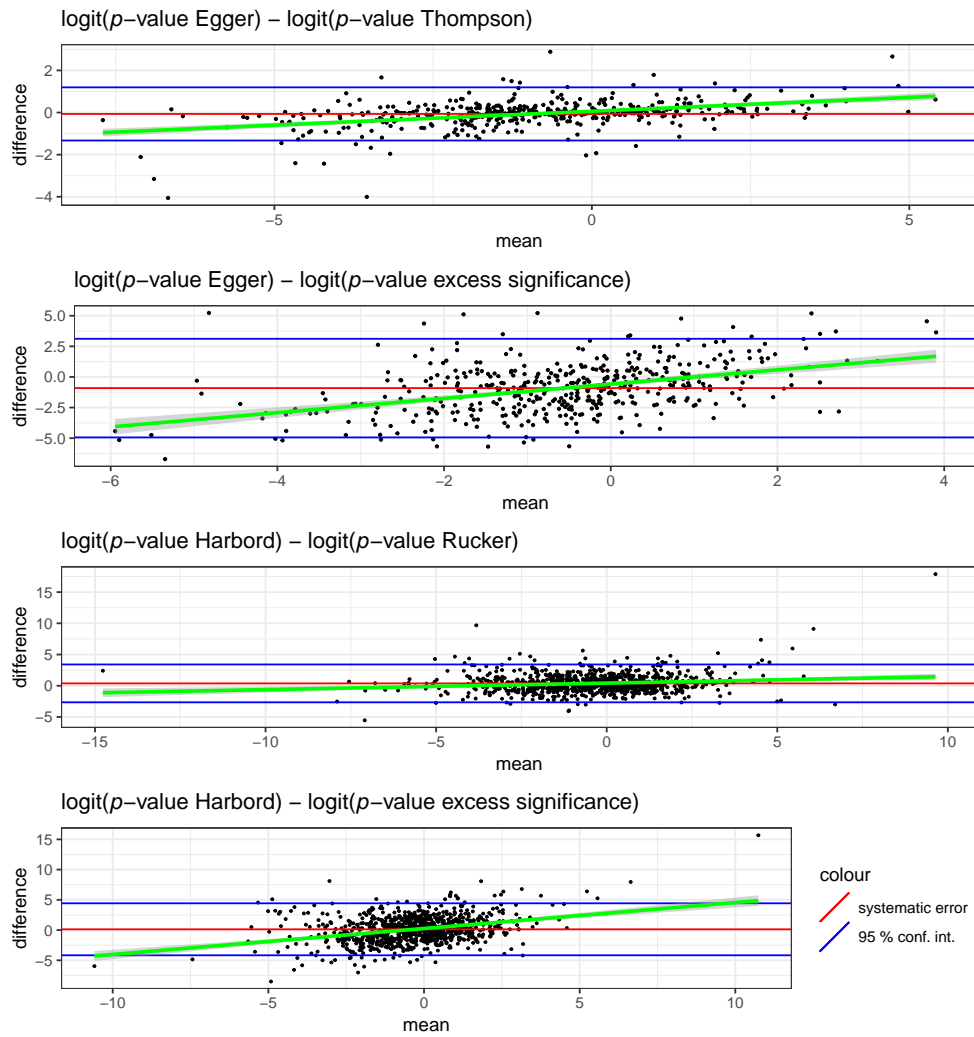 logit(p−value Egger) − logit(p−value Thompson)
difference
2
0
−2
−4
−5
0
5
mean
logit(p−value Egger) − logit(p−value excess significance)
difference
5.0
2.5
0.0
−2.5
−5.0
−6
−4
−2
0
2
4
mean
logit(p−value Harbord) − logit(p−value Rucker)
difference
15
10
5
0
−5
−15
−10
−5
0
5
10
mean
logit(p−value Harbord) − logit(p−value excess significance)
difference
15
10
5
0
−5
−10
−5
0
5
10
mean
colour
systematic error
95 % conf. int.